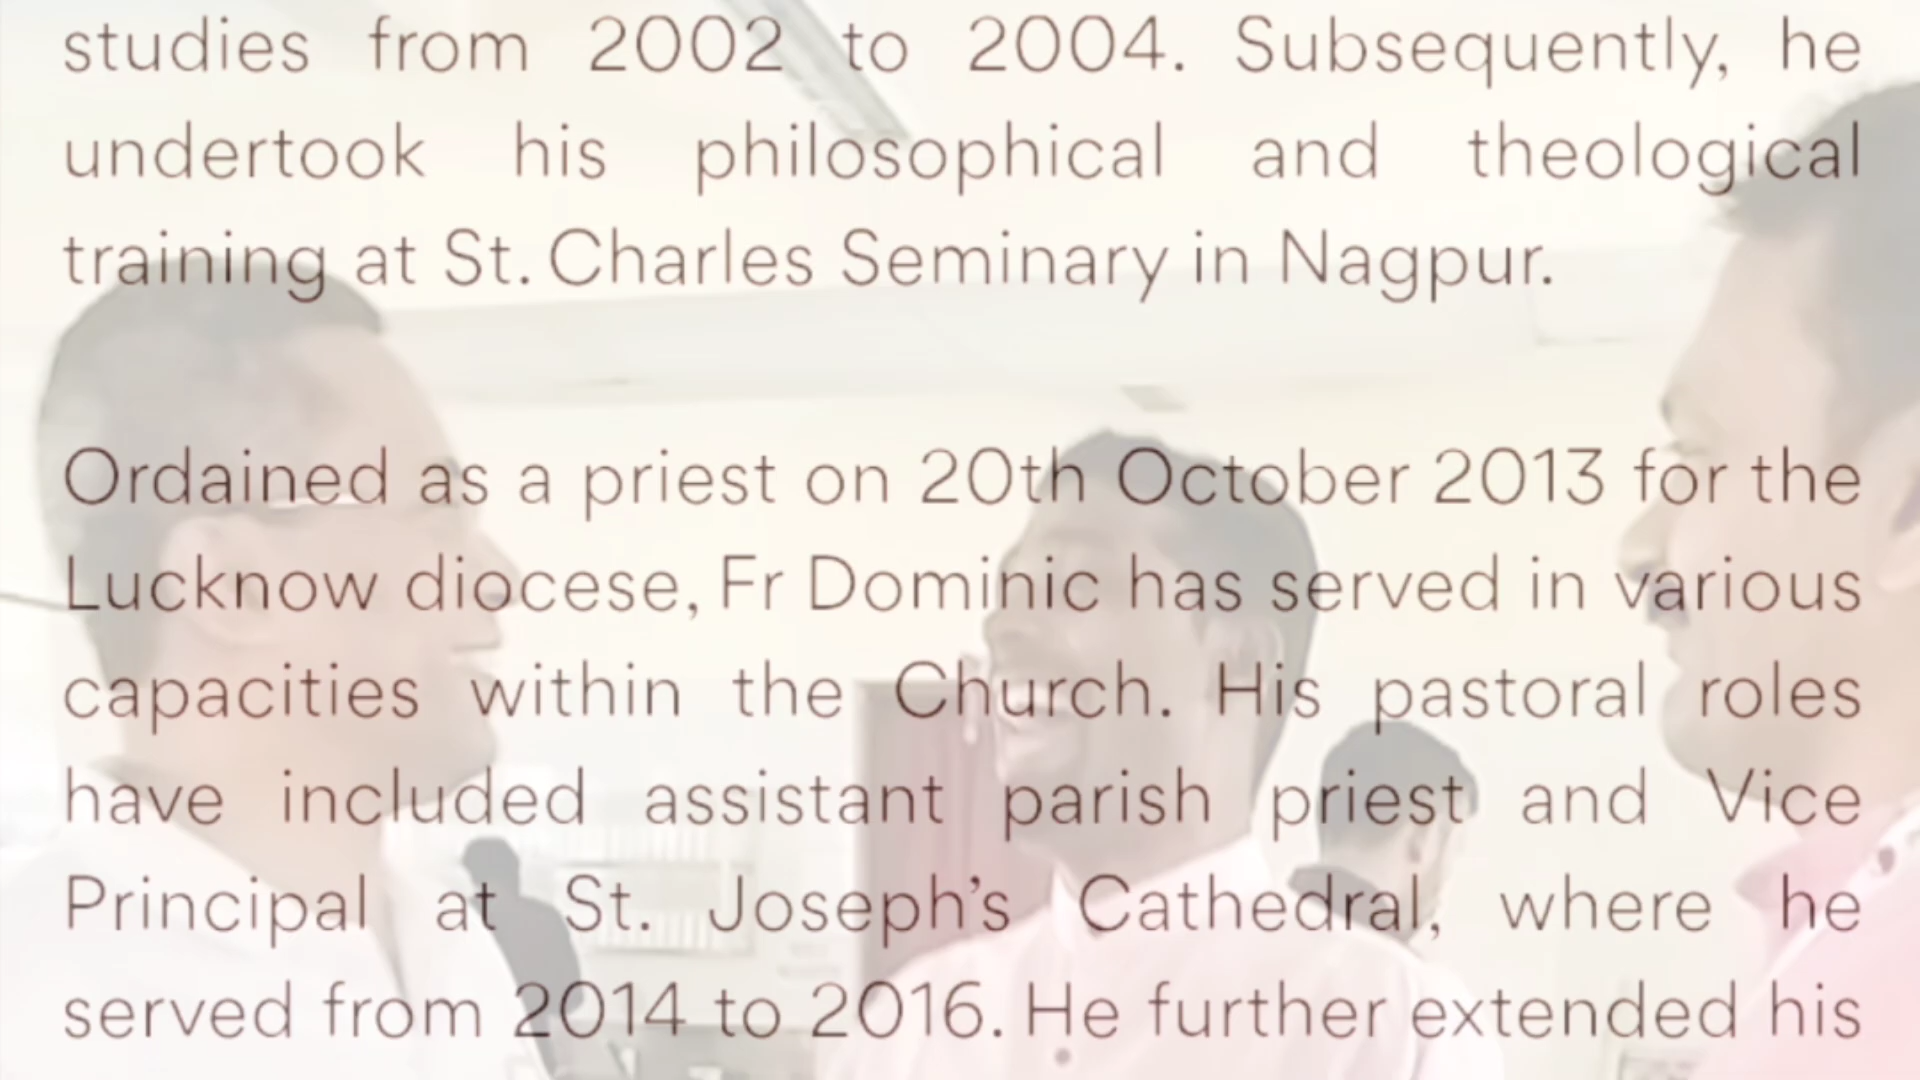 studies from 2002 to 2004. Subsequently, he
undertook his philosophical and theological
training at St. Charles Seminary in Nagpur.
Ordained as a priest on 20th October 2013 for the
Lucknow diocese, Fr Dominic has served in various
capacities within the Church. His pastoral roles
have included assistant parish priest and Vice
Principal at St. Joseph’s Cathedral, where he
served from 2014 to 2016. He further extended his